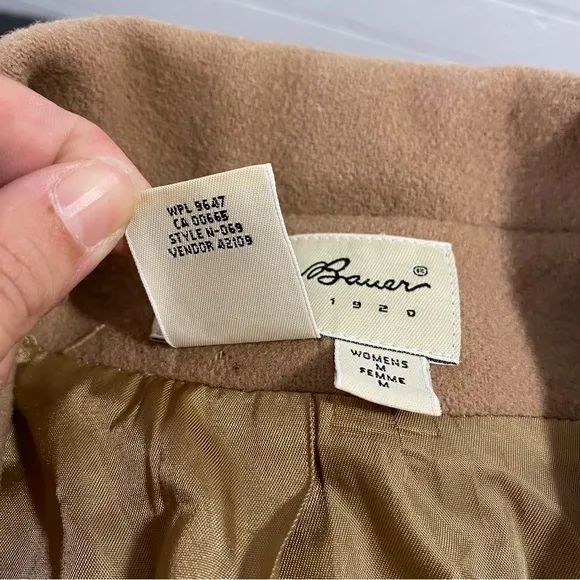 WPL 9647
CA 00665
STYLE N-069
VENDOR 42109
Bauer®
1920
WOMENS
M
FEMME
M